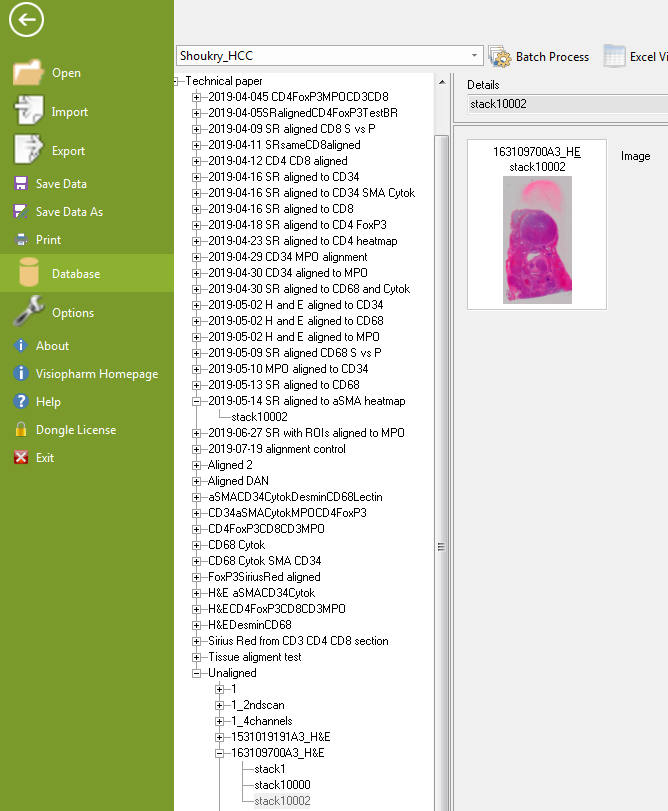 Open
Import
Export
Save Data
Save Data As
Print
Database
Options
About
Visiopharm Homepage
Help
Dongle License
Exit
Shoukry_HCC
Batch Process
Excel Vi
Technical paper
2019-04-045 CD4FoxP3MPOCD3CD8
2019-04-05SRalignedCD4FoxP3TestBR
2019-04-09 SR aligned CD8 S vs P
2019-04-11 SRsameCD8aligned
2019-04-12 CD4 CD8 aligned
2019-04-16 SR aligned to CD34
2019-04-16 SR aligned to CD34 SMA Cytok
2019-04-16 SR aligned to CD8
2019-04-18 SR aligned to CD4 FoxP3
2019-04-23 SR aligned to CD4 heatmap
2019-04-29 CD34 MPO alignment
2019-04-30 CD34 aligned to MPO
2019-04-30 SR aligned to CD68 and Cytok
2019-05-02 H and E aligned to CD34
2019-05-02 H and E aligned to CD68
2019-05-02 H and E aligned to MPO
2019-05-09 SR aligned CD68 S vs P
2019-05-10 MPO aligned to CD34
2019-05-13 SR aligned to CD68
2019-05-14 SR aligned to aSMA heatmap
stack10002
2019-06-27 SR with ROIs aligned to MPO
2019-07-19 alignment control
Aligned 2
Aligned DAN
aSMACD34CytokDesminCD68Lectin
CD34aSMACytokMPOCD4FoxP3
CD4FoxP3CD8CD3MPO
CD68 Cytok
CD68 Cytok SMA CD34
FoxP3SiriusRed aligned
H&E aSMACD34Cytok
H&ECD4FoxP3CD8CD3MPO
H&EDesminCD68
Sirius Red from CD3 CD4 CD8 section
Tissue aligment test
Unaligned
1
1_2ndscan
1_4channels
1531019191A3_H&E
163109700A3_H&E
stack1
stack10000
stack10002
Details
stack10002
163109700A3_HE
stack10002
Image